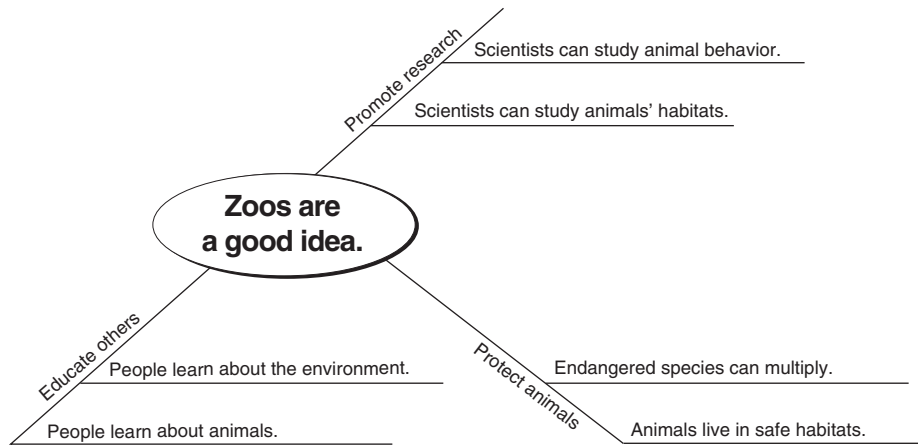 Promote research
Scientists can study animal behavior.
Scientists can study animals’ habitats.
Zoos are
a good idea.
Educate others
People learn about the environment.
People learn about animals.
Protect animals
Endangered species can multiply.
Animals live in safe habitats.